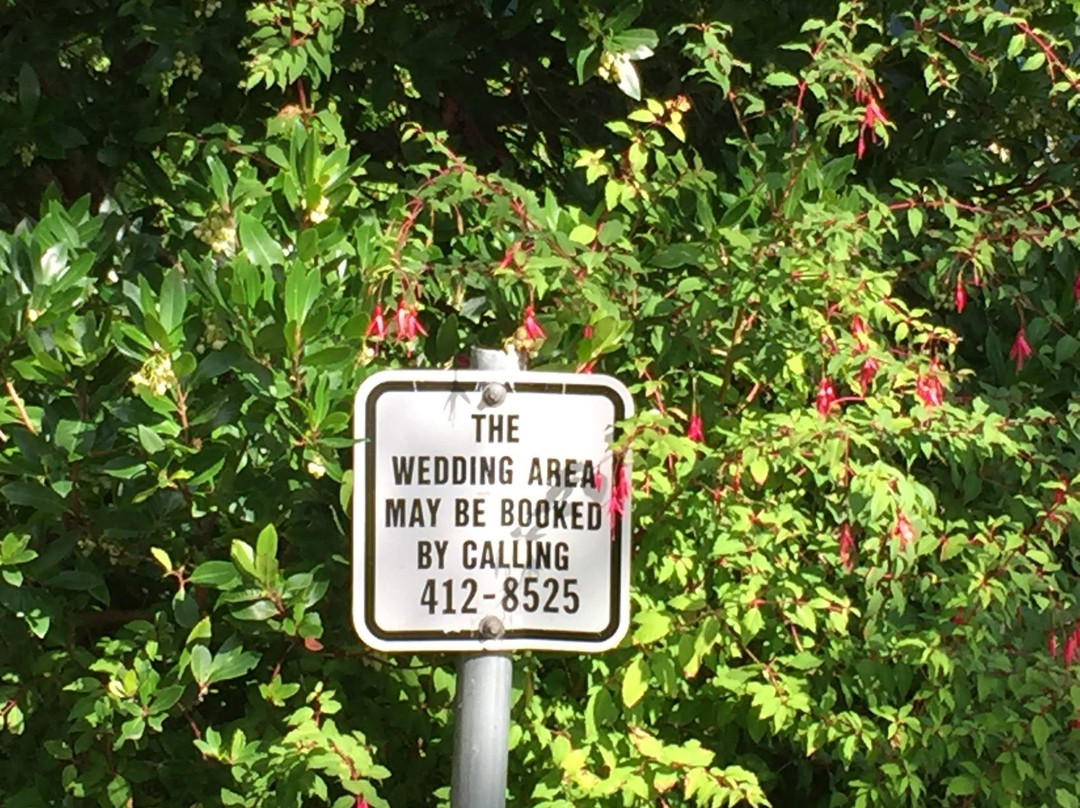 THE
WEDDING AREA
MAY BE BOOKED
BY CALLING
412-8525